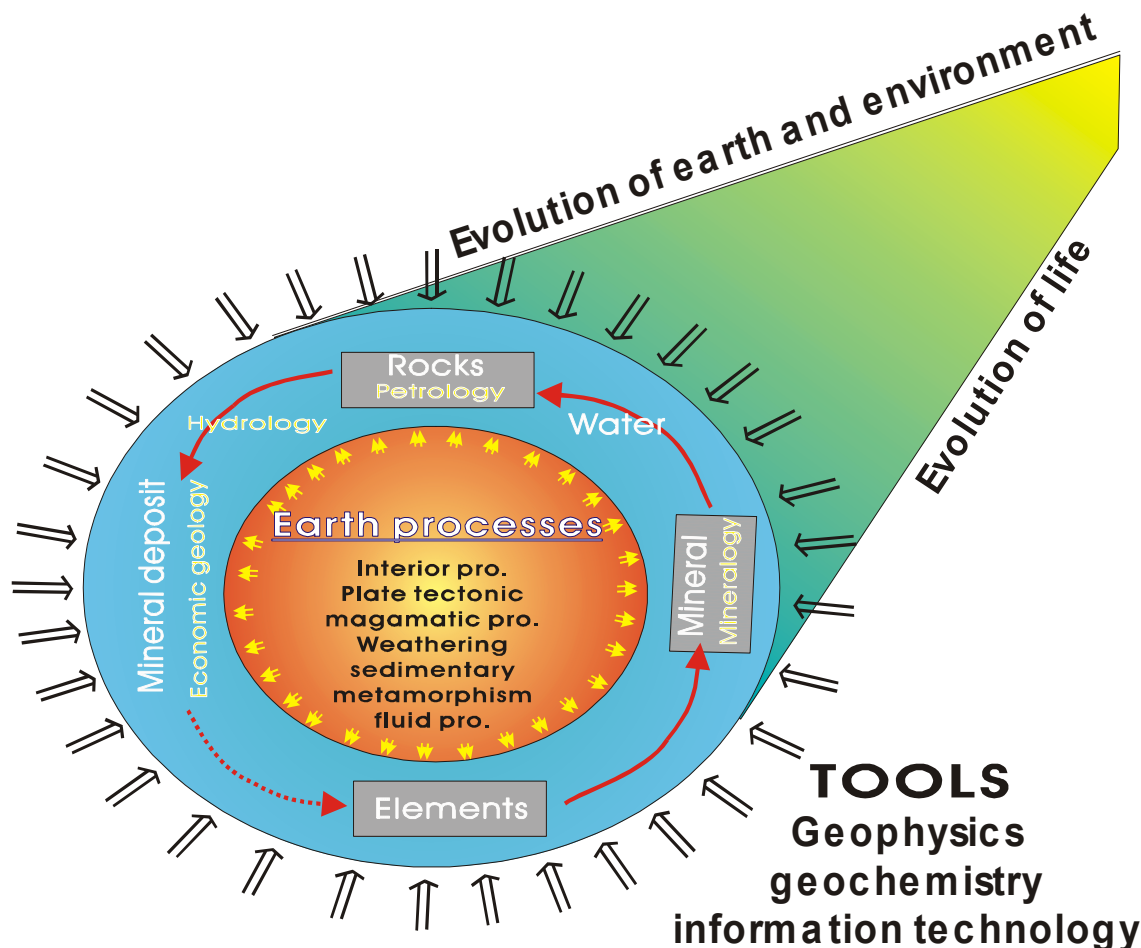 Evolution of earth and environment
Evolution of life
Rocks
Petrology
Hydrology
Water
Mineral deposit
Economic geology
Earth processes
Interior pro.
Plate tectonic
magamatic pro.
Weathering
sedimentary
metamorphism
fluid pro.
Mineral
Mineralogy
Elements
TOOLS
Geophysics
geochemistry
information technology